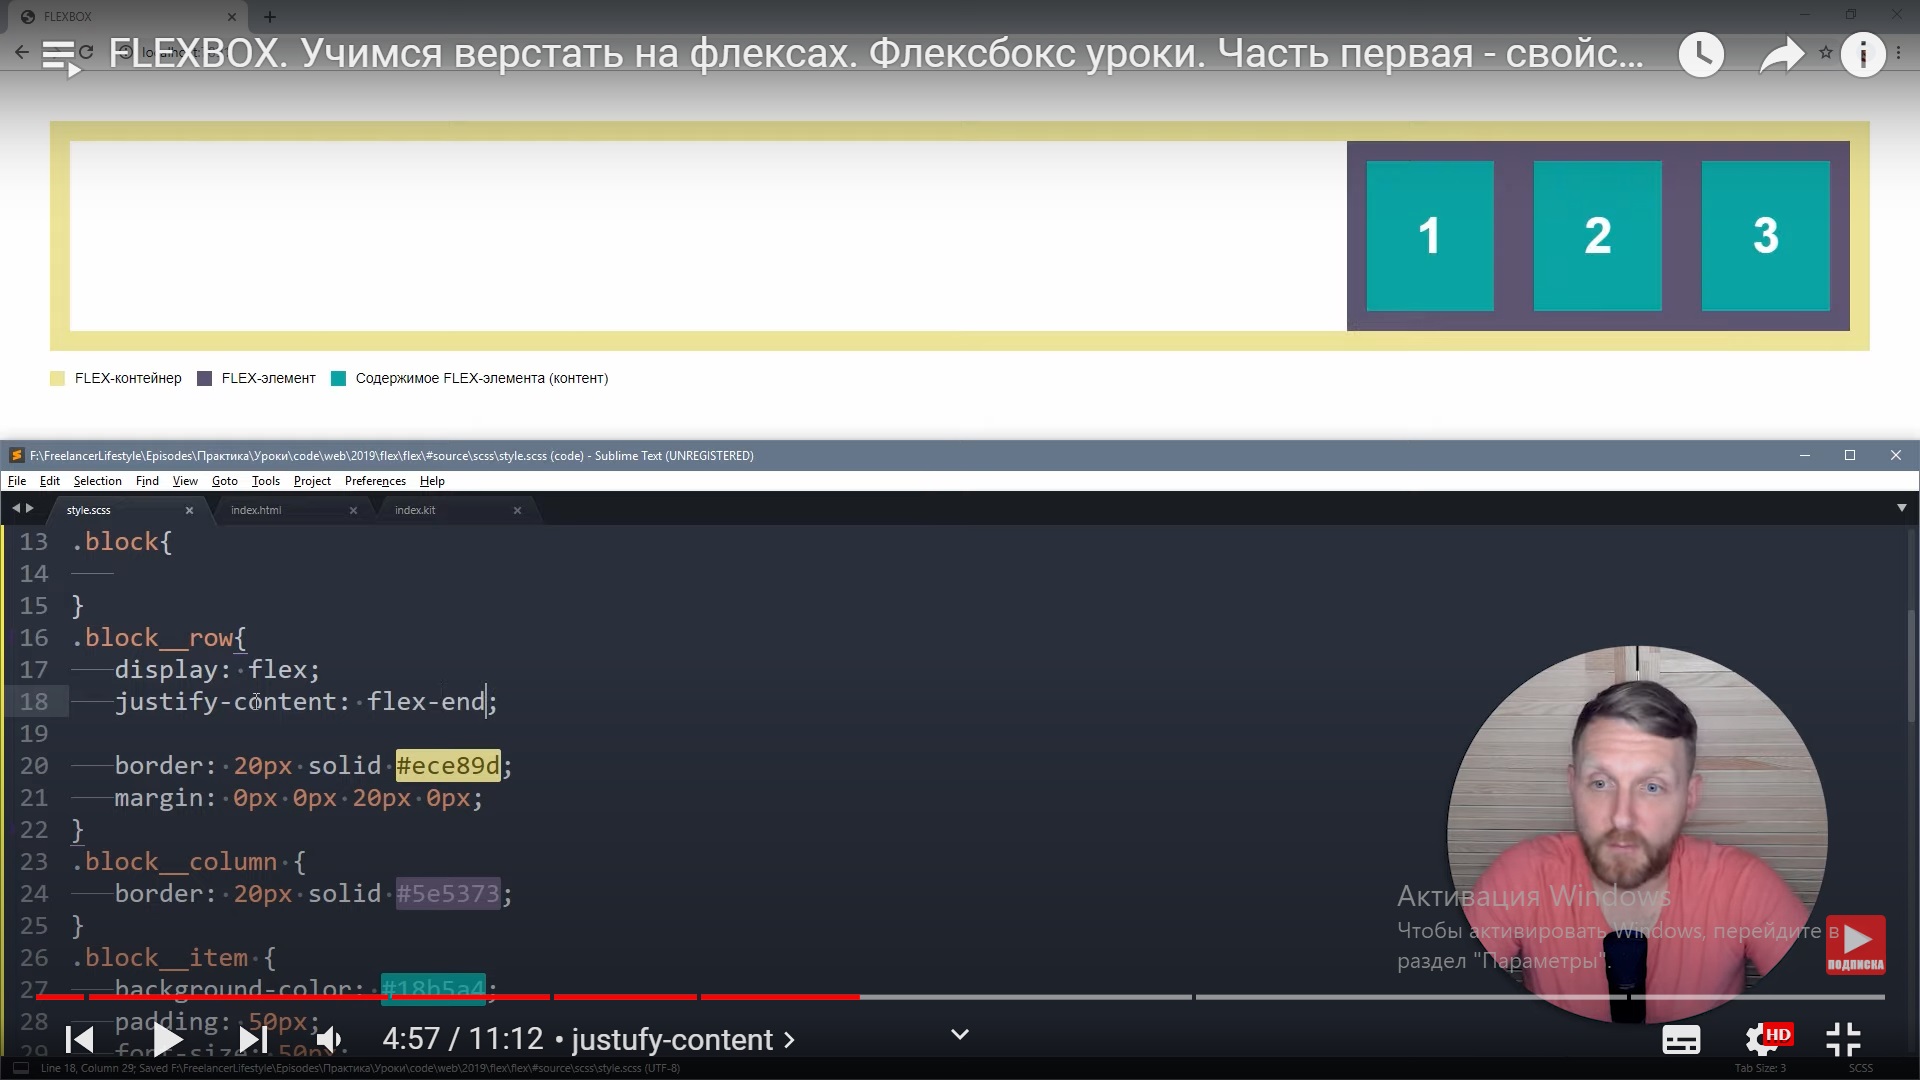 FLEXBOX
FLEXBOX. Учимся верстать на флексах. Флексбокс уроки. Часть первая - свойс...
1 2 3
FLEX-контейнер FLEX-элемент Содержимое FLEX-элемента (контент)
F:\FreelancerLifestyle\Episodes\Практика\Уроки\code\web\2019\flex\flex\#source\scss\style.scss (code) - Sublime Text (UNREGISTERED)
File Edit Selection Find View Goto Tools Project Preferences Help
style.scss index.html index.kit
13 .block{
14
15 }
16 .block__row{
17 display: flex;
18 justify-content: flex-end;
19
20 border: 20px solid #ece89d;
21 margin: 0px 0px 20px 0px;
22 }
23 .block__column {
24 border: 20px solid #5e5373;
25 }
26 .block__item {
27 background-color: #18b5a4;
28 padding: 50px;
29 font-size: 50px;
Активация Windows
Чтобы активировать Windows, перейдите в
раздел "Параметры".
ПОДПИСКА
4:57 / 11:12 • justufy-content
HD
Line 18, Column 29; Saved F:\FreelancerLifestyle\Episodes\Практика\Уроки\code\web\2019\flex\flex\#source\scss\style.scss (UTF-8)
Tab Size: 3 SCSS